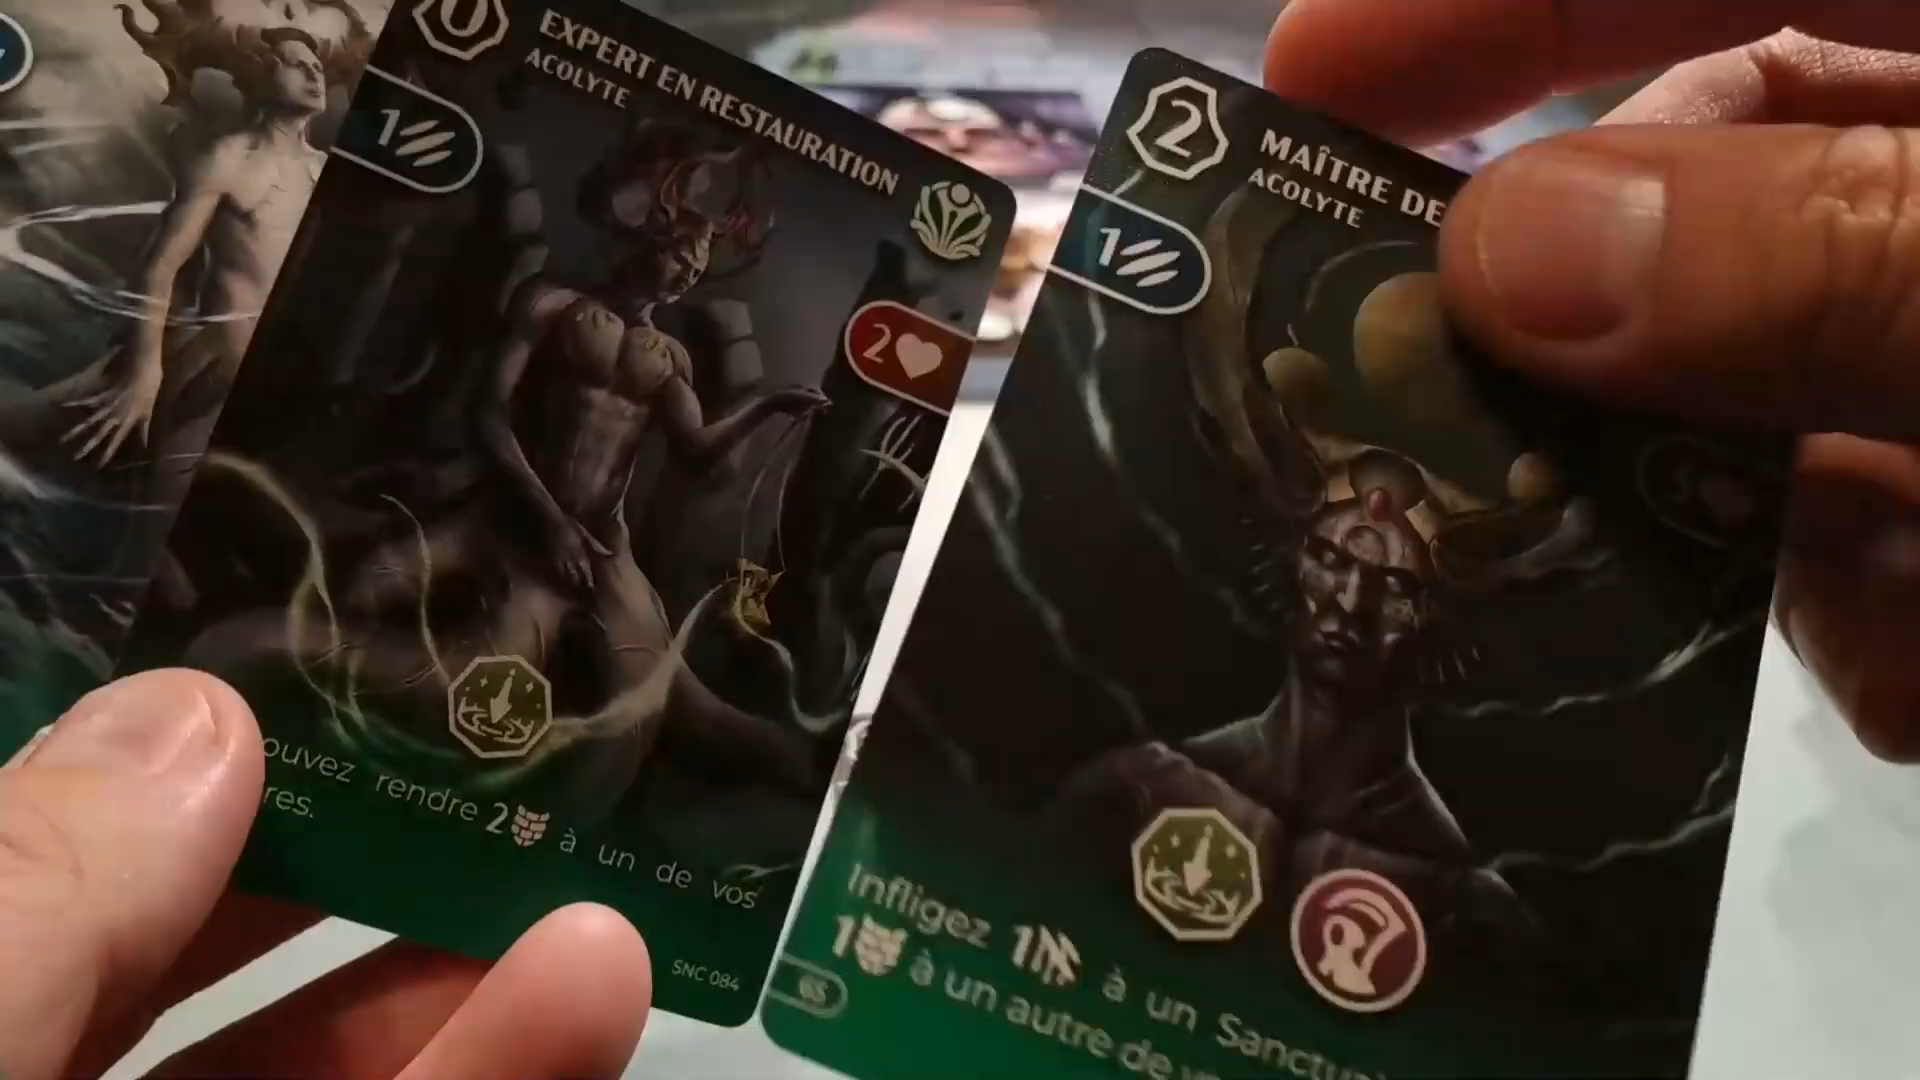 0
EXPERT EN RESTAURATION
ACOLYTE
1
2
ouvez rendre 2 à un de vos
res.
SNC 084
2
MAÎTRE DE
ACOLYTE
1
Infligez 1 à un Sanctu
1 à un autre de v